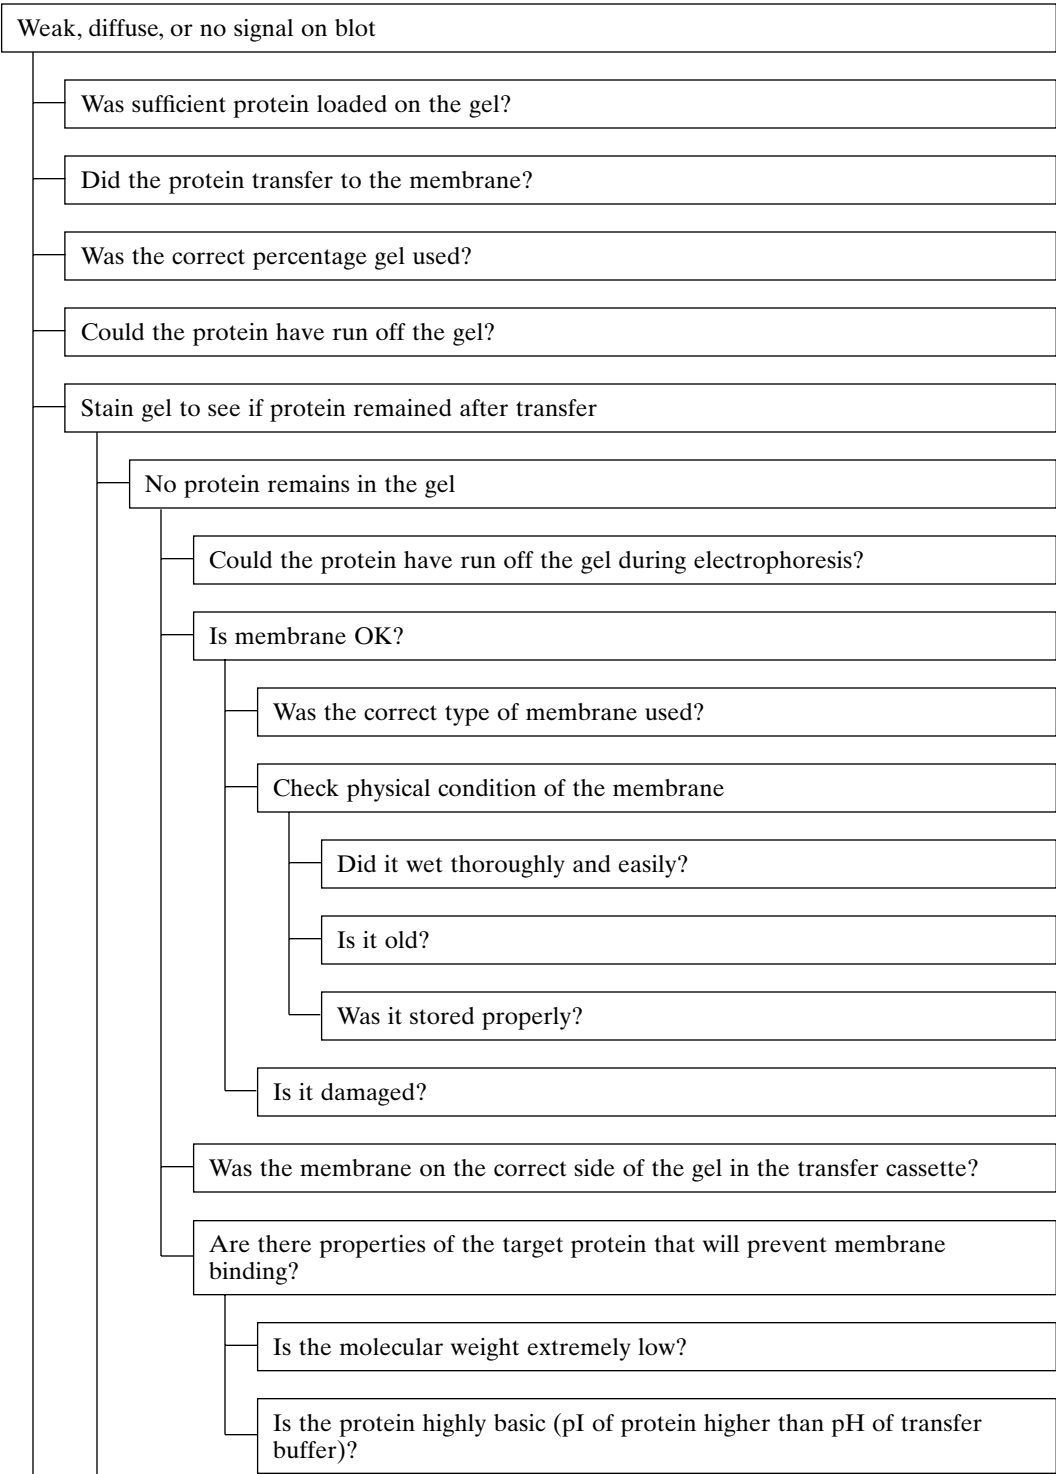 Weak, diffuse, or no signal on blot
Was sufficient protein loaded on the gel?
Did the protein transfer to the membrane?
Was the correct percentage gel used?
Could the protein have run off the gel?
Stain gel to see if protein remained after transfer
No protein remains in the gel
Could the protein have run off the gel during electrophoresis?
Is membrane OK?
Was the correct type of membrane used?
Check physical condition of the membrane
Did it wet thoroughly and easily?
Is it old?
Was it stored properly?
Is it damaged?
Was the membrane on the correct side of the gel in the transfer cassette?
Are there properties of the target protein that will prevent membrane
binding?
Is the molecular weight extremely low?
Is the protein highly basic (pI of protein higher than pH of transfer
buffer)?